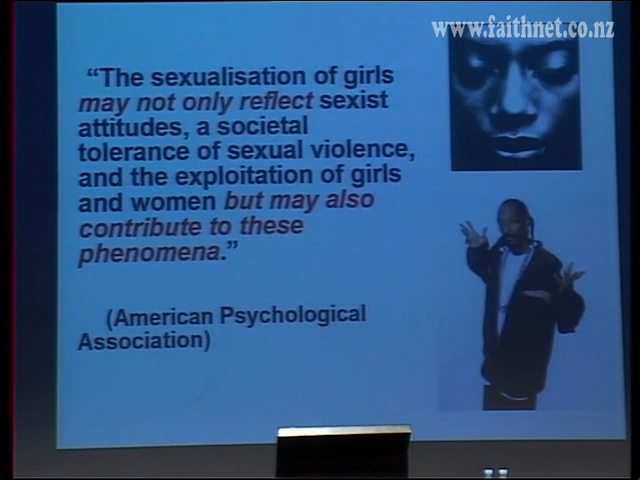 www.faithnet.co.nz
“The sexualisation of girls
may not only reflect sexist
attitudes, a societal
tolerance of sexual violence,
and the exploitation of girls
and women but may also
contribute to these
phenomena.”
(American Psychological
Association)